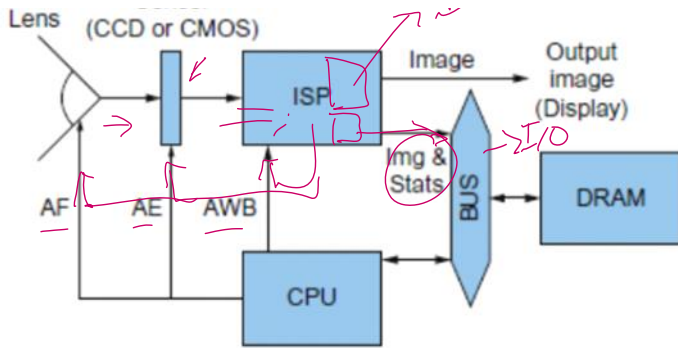 Lens
(CCD or CMOS)
ISP
Image
Output
image
(Display)
Img &
Stats
BUS
I/O
DRAM
AF
AE
AWB
CPU